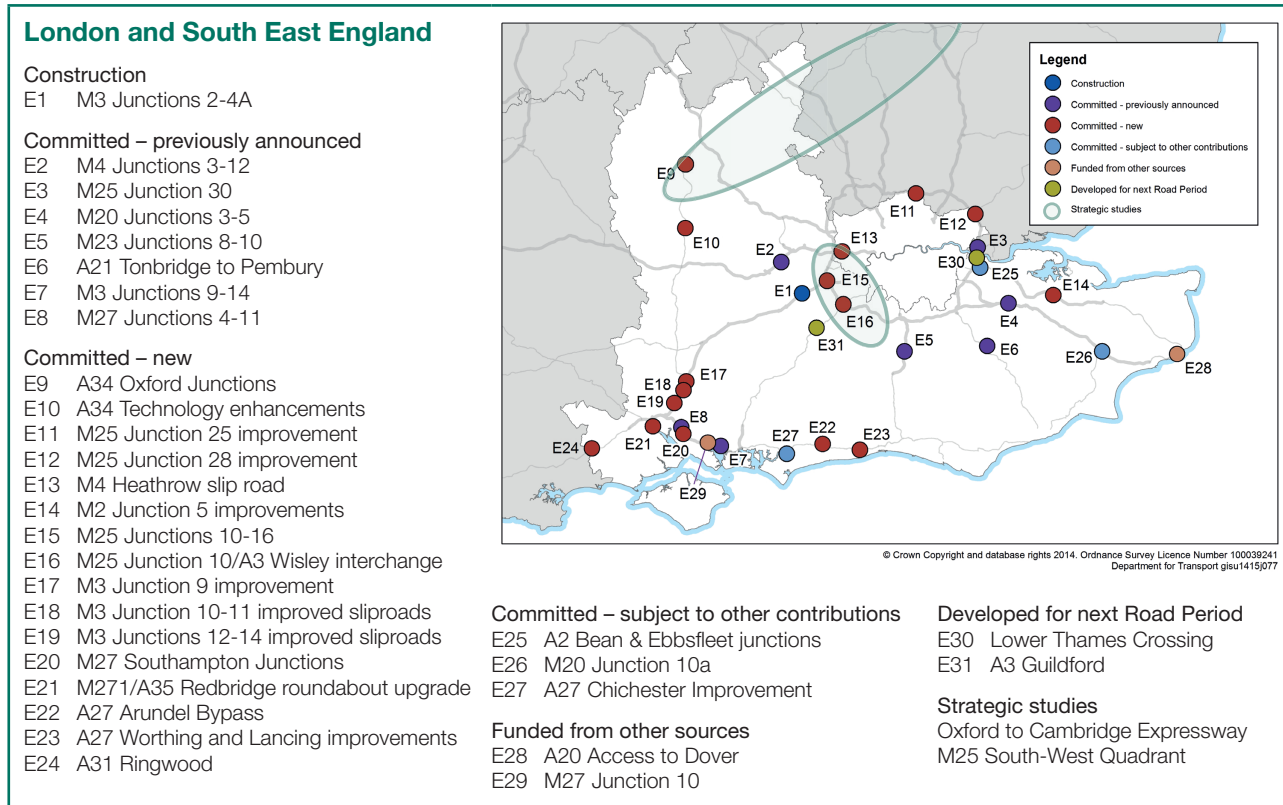 London and South East England
Construction
E1 M3 Junctions 2-4A
Committed – previously announced
E2 M4 Junctions 3-12
E3 M25 Junction 30
E4 M20 Junctions 3-5
E5 M23 Junctions 8-10
E6 A21 Tonbridge to Pembury
E7 M3 Junctions 9-14
E8 M27 Junctions 4-11
Committed – new
E9 A34 Oxford Junctions
E10 A34 Technology enhancements
E11 M25 Junction 25 improvement
E12 M25 Junction 28 improvement
E13 M4 Heathrow slip road
E14 M2 Junction 5 improvements
E15 M25 Junctions 10-16
E16 M25 Junction 10/A3 Wisley interchange
E17 M3 Junction 9 improvement
E18 M3 Junction 10-11 improved sliproads
E19 M3 Junctions 12-14 improved sliproads
E20 M27 Southampton Junctions
E21 M271/A35 Redbridge roundabout upgrade
E22 A27 Arundel Bypass
E23 A27 Worthing and Lancing improvements
E24 A31 Ringwood
Legend
Construction
Committed - previously announced
Committed - new
Committed - subject to other contributions
Funded from other sources
Developed for next Road Period
Strategic studies
E9
E11
E12
E10
E13
E3
E2
E30
E25
E15
E14
E1
E16
E4
E31
E5
E6
E26
E28
E17
E18
E19
E8
E21
E20
E7
E27
E22
E23
E24
E29
© Crown Copyright and database rights 2014. Ordnance Survey Licence Number 100039241
Department for Transport gisu1415j077
Committed – subject to other contributions
E25 A2 Bean & Ebbsfleet junctions
E26 M20 Junction 10a
E27 A27 Chichester Improvement
Funded from other sources
E28 A20 Access to Dover
E29 M27 Junction 10
Developed for next Road Period
E30 Lower Thames Crossing
E31 A3 Guildford
Strategic studies
Oxford to Cambridge Expressway
M25 South-West Quadrant